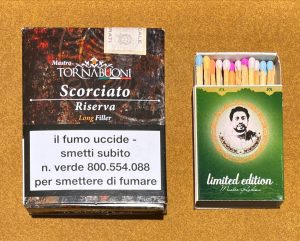 Mastro
TORNABUONI
Scorciato
Riserva
Long Filler
il fumo uccide -
smetti subito
n. verde 800.554.088
per smettere di fumare
limited edition